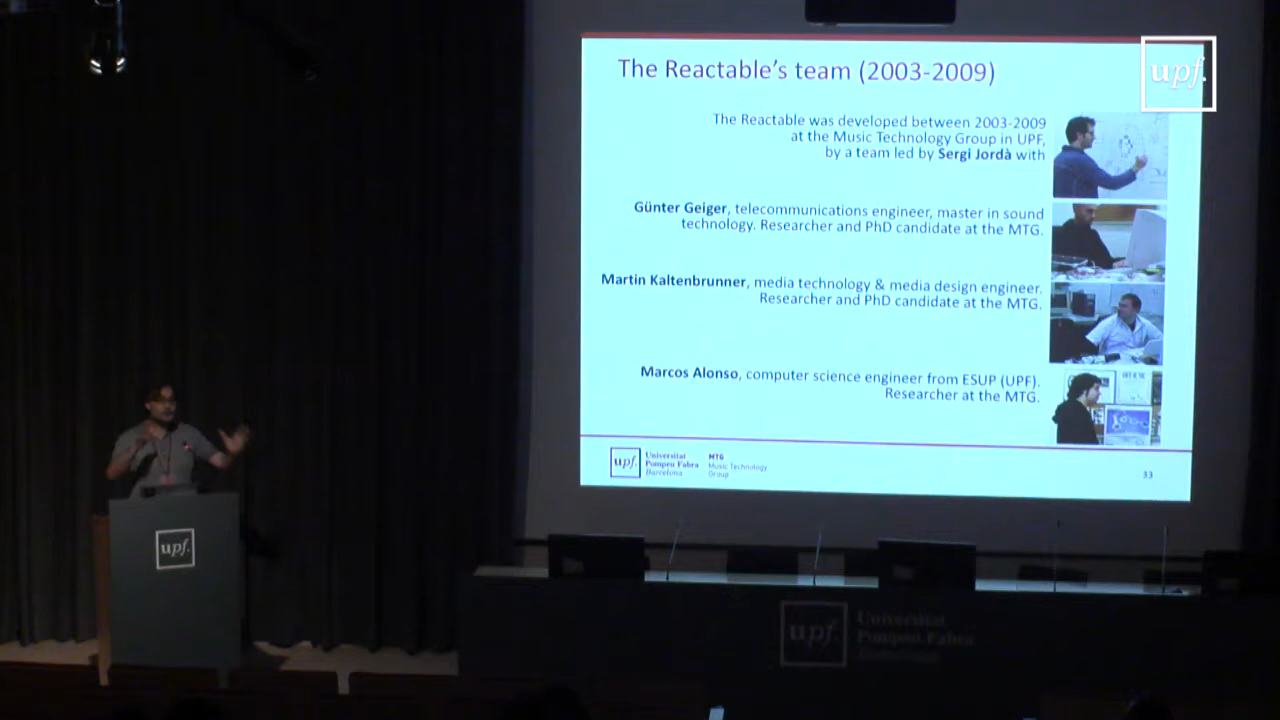 The Reactable's team (2003-2009)
upf.
The Reactable was developed between 2003-2009
at the Music Technology Group in UPF,
by a team led by Sergi Jordà with
Günter Geiger, telecommunications engineer, master in sound
technology. Researcher and PhD candidate at the MTG.
Martin Kaltenbrunner, media technology & media design engineer.
Researcher and PhD candidate at the MTG.
Marcos Alonso, computer science engineer from ESUP (UPF).
Researcher at the MTG.
upf.
Universitat
Pompeu Fabra
Barcelona
MTG
Music Technology
Group
33
upf.
upf.
Universitat
Pompeu Fabra
Barcelona